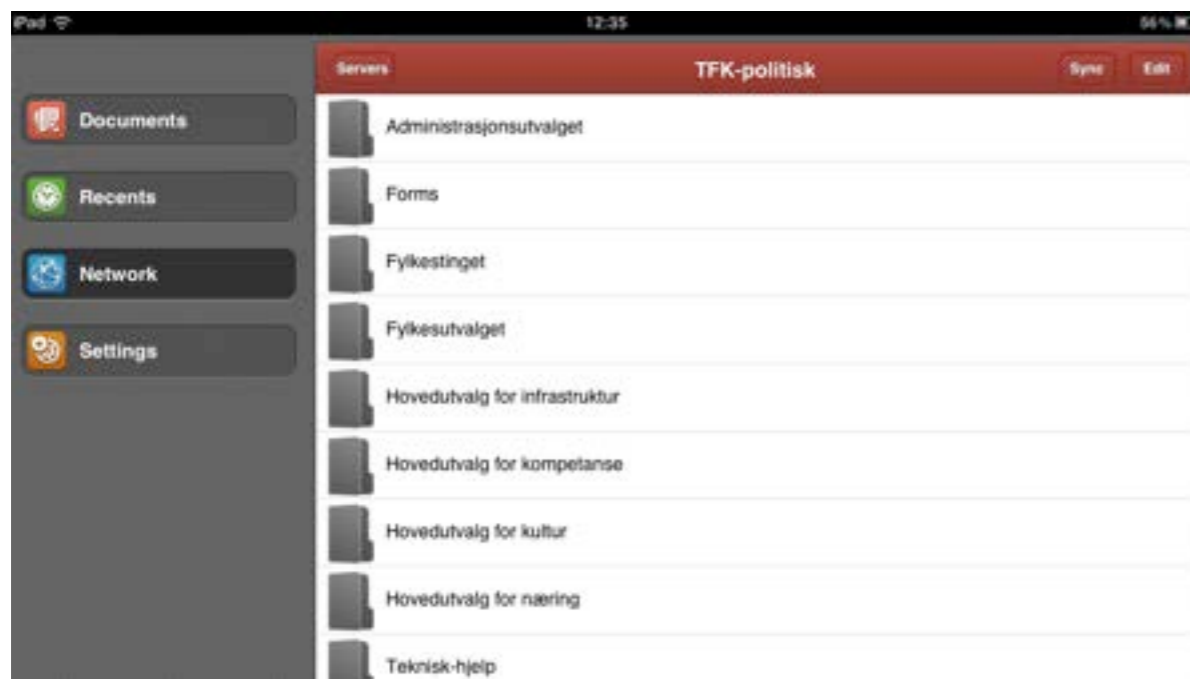 iPad 12:35 56%
Servers TFK-politisk Sync Edit
Documents
Recents
Network
Settings
Administrasjonsutvalget
Forms
Fylkestinget
Fylkesutvalget
Hovedutvalg for infrastruktur
Hovedutvalg for kompetanse
Hovedutvalg for kultur
Hovedutvalg for næring
Teknisk-hjelp